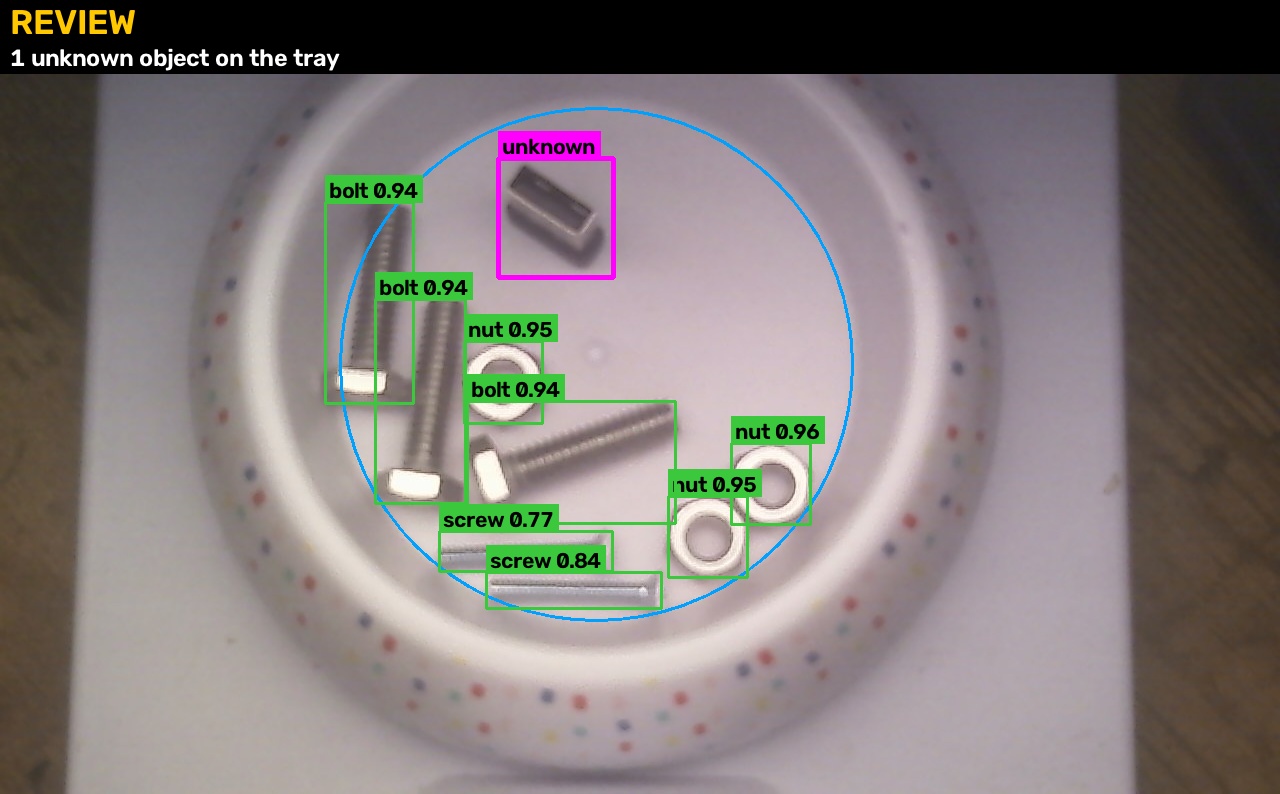 REVIEW
1 unknown object on the tray
unknown
bolt 0.94
bolt 0.94
nut 0.95
bolt 0.94
nut 0.96
nut 0.95
screw 0.77
screw 0.84